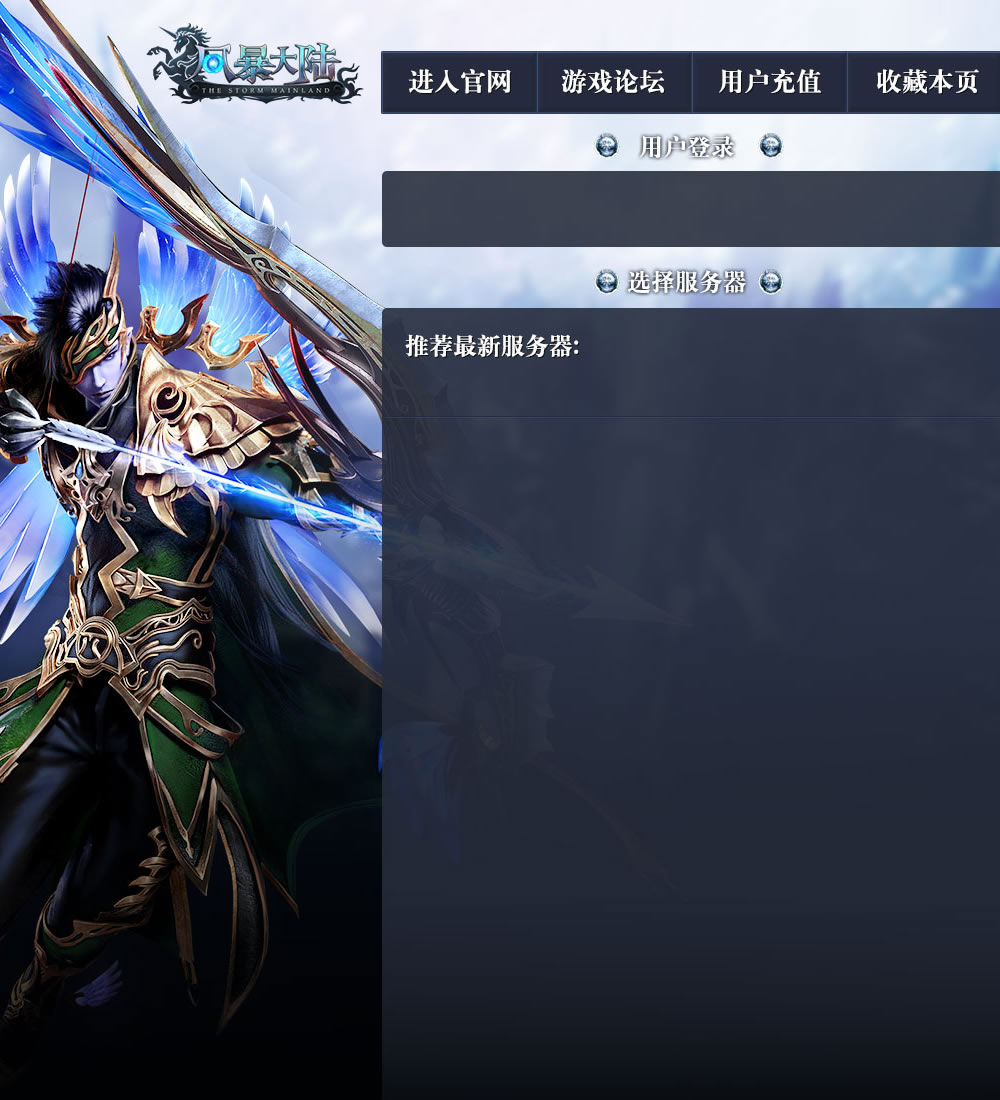 风暴大陆
THE STORM MAINLAND
进入官网 游戏论坛 用户充值 收藏本页
用户登录
选择服务器
推荐最新服务器: